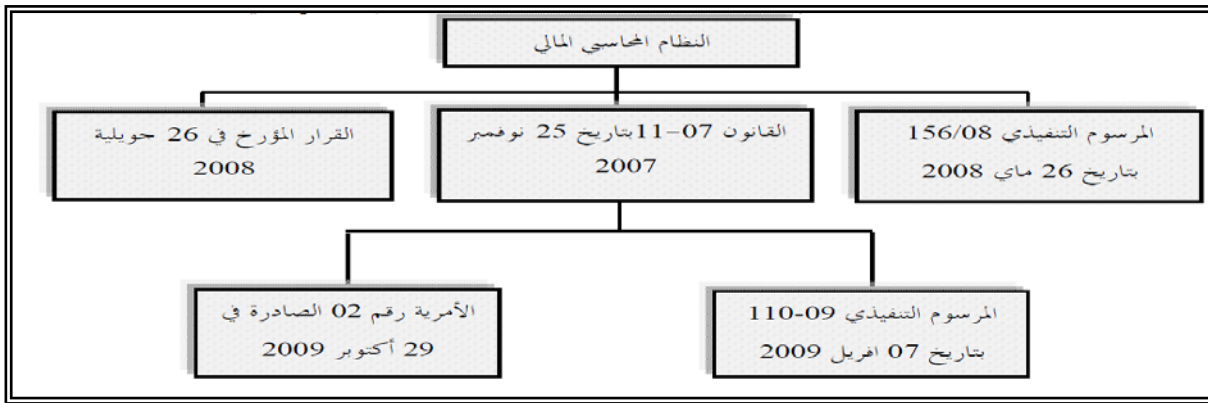 النظام المحاسبي المالي
المرسوم التنفيذي 156/08
بتاريخ 26 ماي 2008
القانون 07-11بتاريخ 25 نوفمبر
2007
القرار المؤرخ في 26 جويلية
2008
المرسوم التنفيذي 09-110
بتاريخ 07 افريل 2009
الأمرية رقم 02 الصادرة في
29 أكتوبر 2009